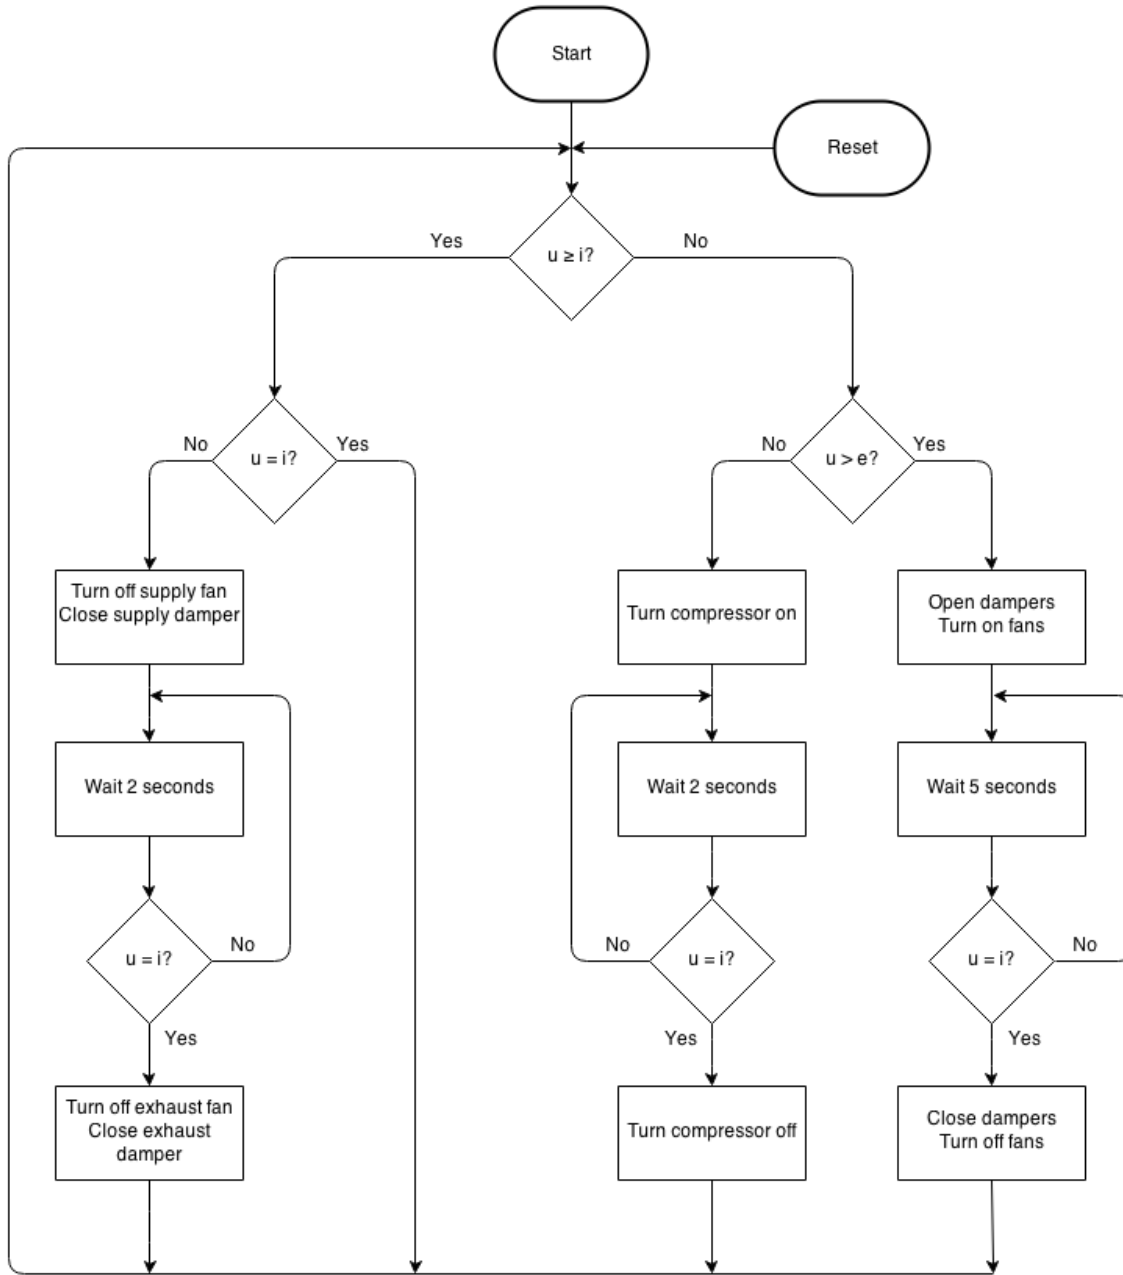 Start
Reset
Yes
u ≥ i?
No
No
u = i?
Yes
No
u > e?
Yes
Turn off supply fan
Close supply damper
Turn compressor on
Open dampers
Turn on fans
Wait 2 seconds
Wait 2 seconds
Wait 5 seconds
u = i?
No
No
u = i?
u = i?
No
Yes
Yes
Yes
Turn off exhaust fan
Close exhaust
damper
Turn compressor off
Close dampers
Turn off fans